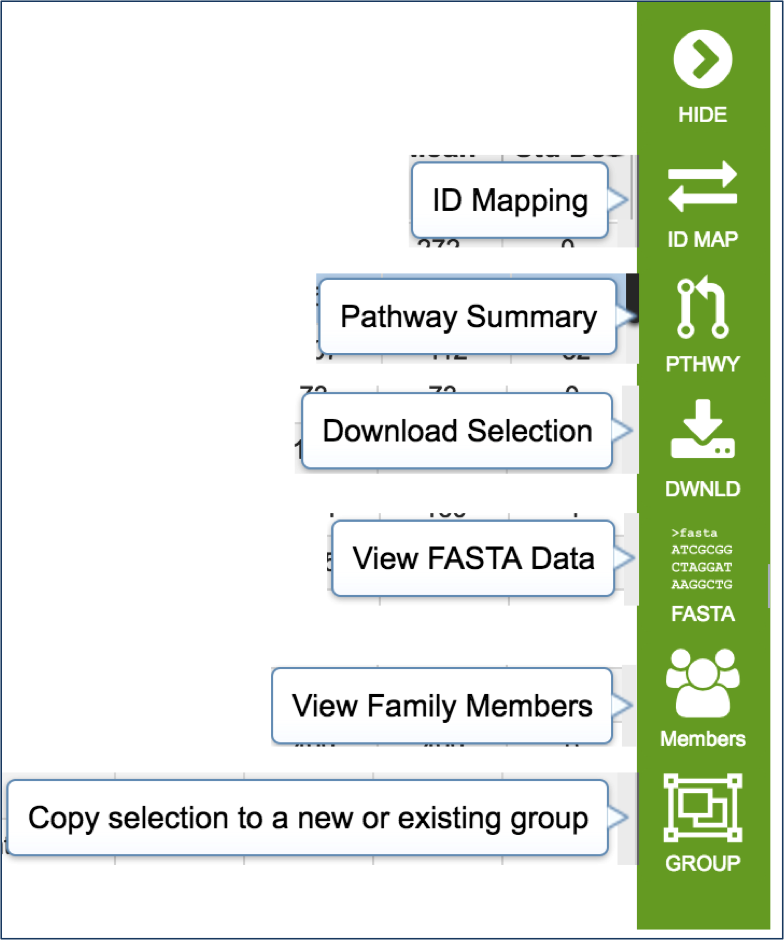 HIDE
ID Mapping
ID MAP
Pathway Summary
PTHWY
Download Selection
DWNLD
>fasta
ATCGCGG
CTAGGAT
AAGGCTG
View FASTA Data
FASTA
View Family Members
Members
Copy selection to a new or existing group
GROUP